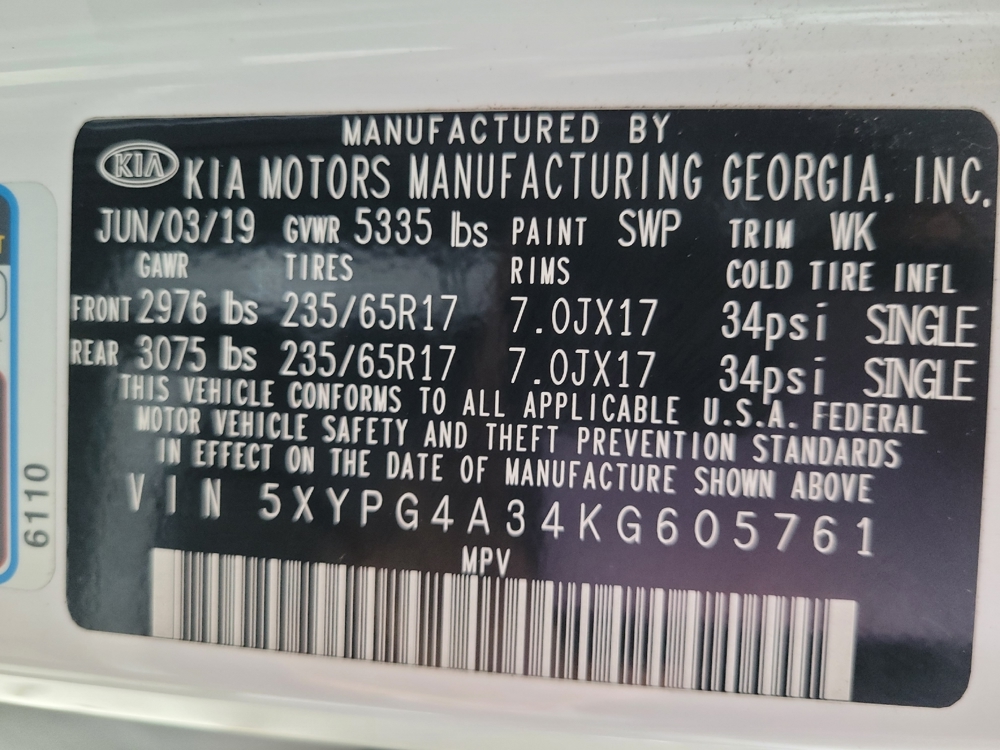 MANUFACTURED BY
KIA KIA MOTORS MANUFACTURING GEORGIA, INC.
JUN/03/19 GVWR 5335 lbs PAINT SWP TRIM WK
GAWR TIRES RIMS COLD TIRE INFL
FRONT 2976 lbs 235/65R17 7.0JX17 34psi SINGLE
REAR 3075 lbs 235/65R17 7.0JX17 34psi SINGLE
THIS VEHICLE CONFORMS TO ALL APPLICABLE U.S.A. FEDERAL
MOTOR VEHICLE SAFETY AND THEFT PREVENTION STANDARDS
IN EFFECT ON THE DATE OF MANUFACTURE SHOWN ABOVE
VIN 5XYPG4A34KG605761
MPV
6110